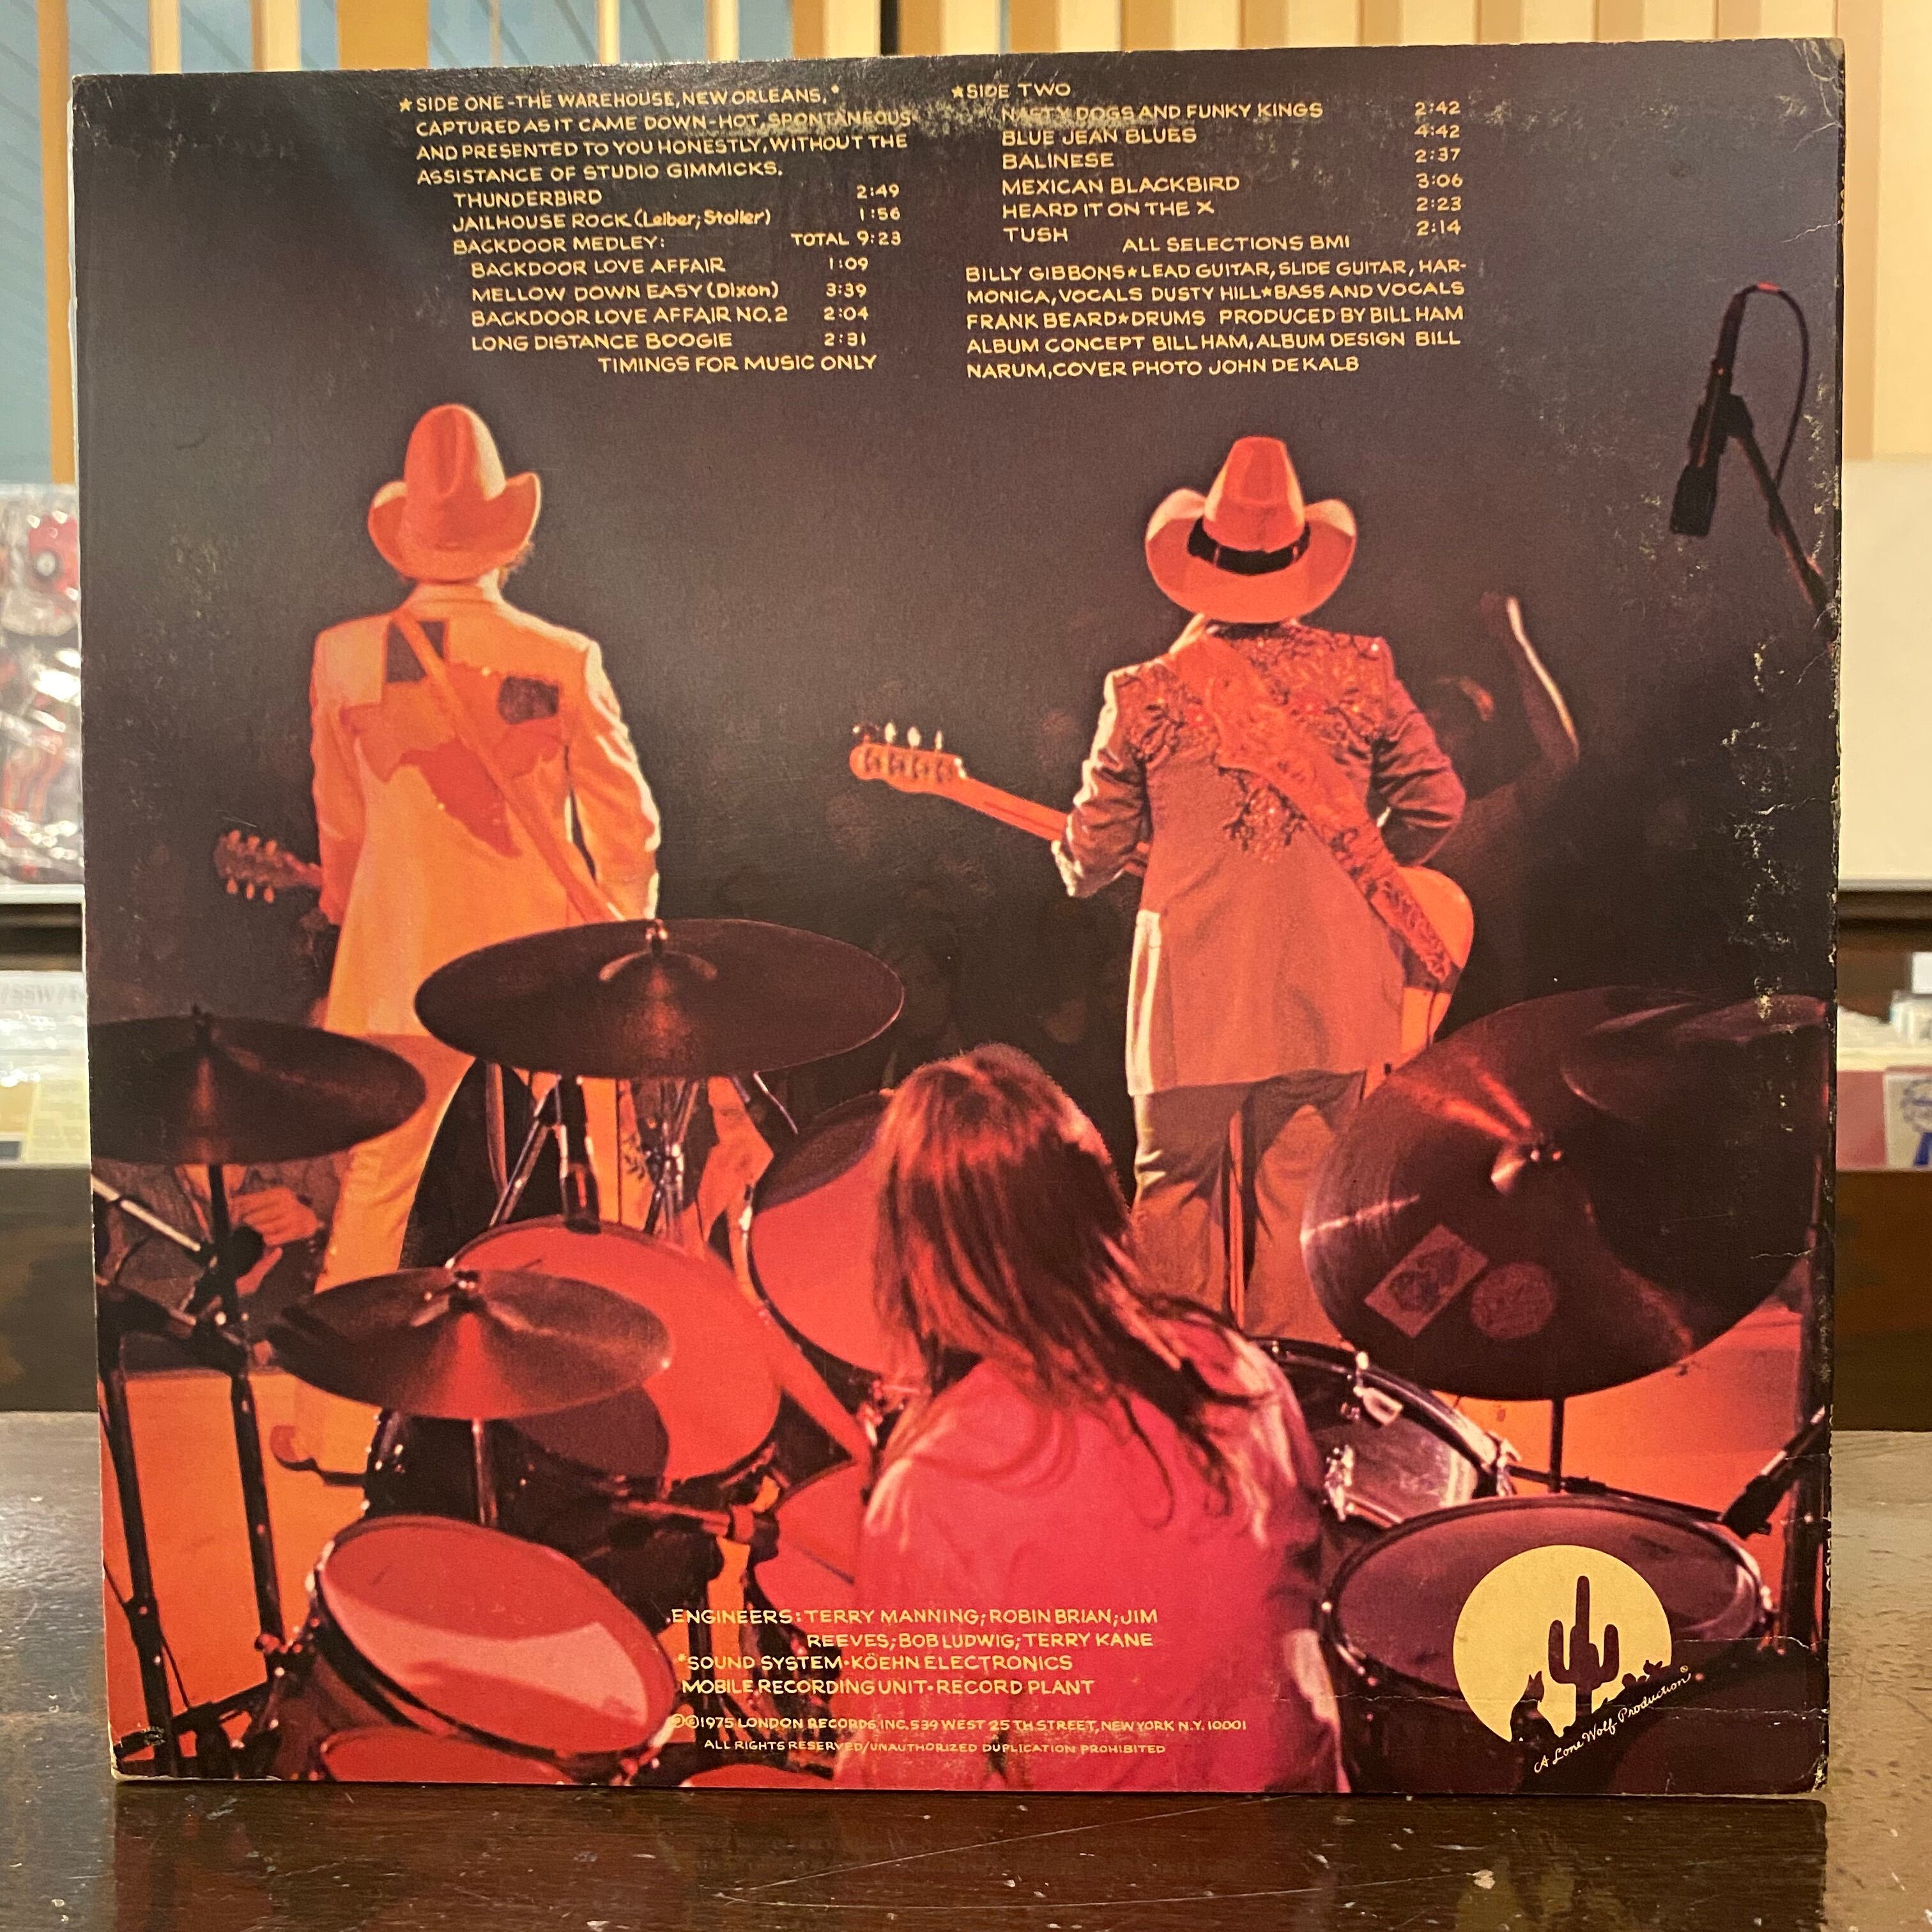 ★SIDE ONE-THE WAREHOUSE, NEW ORLEANS.*
CAPTURED AS IT CAME DOWN-HOT, SPONTANEOUS-
AND PRESENTED TO YOU HONESTLY, WITHOUT THE
ASSISTANCE OF STUDIO GIMMICKS.
THUNDERBIRD 2:49
JAILHOUSE ROCK (Leiber; Stoller) 1:56
BACKDOOR MEDLEY: TOTAL 9:23
BACKDOOR LOVE AFFAIR 1:09
MELLOW DOWN EASY (Dixon) 3:39
BACKDOOR LOVE AFFAIR NO.2 2:04
LONG DISTANCE BOOGIE 2:31
TIMINGS FOR MUSIC ONLY
★SIDE TWO
NASTY DOGS AND FUNKY KINGS 2:42
BLUE JEAN BLUES 4:42
BALINESE 2:37
MEXICAN BLACKBIRD 3:06
HEARD IT ON THE X 2:23
TUSH 2:14
ALL SELECTIONS BMI
BILLY GIBBONS★LEAD GUITAR, SLIDE GUITAR, HAR-
MONICA, VOCALS DUSTY HILL★BASS AND VOCALS
FRANK BEARD★DRUMS PRODUCED BY BILL HAM
ALBUM CONCEPT BILL HAM, ALBUM DESIGN BILL
NARUM, COVER PHOTO JOHN DEKALB
ENGINEERS: TERRY MANNING; ROBIN BRIAN; JIM
REEVES; BOB LUDWIG; TERRY KANE
*SOUND SYSTEM·KÖEHN ELECTRONICS
MOBILE RECORDING UNIT·RECORD PLANT
℗©1975 LONDON RECORDS INC. 539 WEST 25TH STREET, NEW YORK N.Y. 10001
ALL RIGHTS RESERVED/UNAUTHORIZED DUPLICATION PROHIBITED
A Lone Wolf Production®